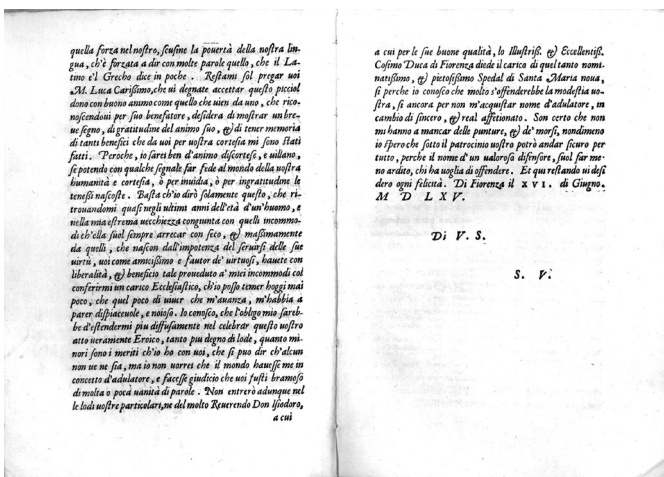 quella forza nel nostro, scusine la pouertà della nostra lin-
gua, ch'è forzata a dir con molte parole quello, che il La-
tino e'l Grecho dice in poche. Restami sol pregar uoi
M. Luca Carißimo, che ui degnate accettar questo picciol
dono con buono animo come quello che uien da uno, che rico-
noscendoui per suo benefator, desidera di mostrar un bre-
ue segno, di gratitudine del animo suo, & di tener memoria
di tanti benefici che da uoi per uostra cortesia mi sono stati
fatti. Peroche, io sarei ben d'animo discortese, e uillano,
se potendo con qualche segnale far fede al mondo della uostra
humanità e cortesia, ò per inuidia, ò per ingratitudine le
tenessi nascoste. Basta ch'io dirò solamente questo, che ri-
trouandomi quasi negli ultimi anni dell'età d'un'huomo, e
nella mia estrema uecchiezza congiunta con quelli incommo-
di ch'ella suol sempre arrecar con seco, & maßimamente
da quelli, che nascon dall'impotenza del seruirsi delle sue
virtù, uoi come amicißimo e fautor de' virtuosi, hauete con
liberalità, & beneficio tale proueduto a' miei incommodi col
conferirmi un carico Ecclesiastico, ch'io posso temer hoggi mai
poco, che quel poco di uiuer che m'auanza, m'habbia a
parer dispiaceuole, e noioso. Io conosco, che l'obligo mio sareb-
be d'estendermi piu diffusamente nel celebrar questo uostro
atto ueramente Eroico, tanto piu degno di lode, quanto mi-
nori sono i meriti ch'io ho con uoi, che si puo dir ch'alcun
non ue ne sia, ma io non uorrei che il mondo hauesse me in
concetto d'adulatore, e facesse giudicio che uoi fusti bramoso
di molta o poca uanità di parole. Non entrerò adunque nel
le lodi uostre particolari, ne del molto Reuerendo Don Isiodoro,
a cui
a cui per le sue buone qualità, lo Illustriß. & Eccellentiß.
Cosimo Duca di Fiorenza diede il carico di quel tanto nomi-
natißimo, & pietosißimo Spedal di Santa Maria noua,
sì perche io conosco che molto s'offenderebbe la modestia uo-
stra, sì ancora per non m'acquistar nome d'adulatore, in
cambio di sincero, & real affetionato. Son certo che non
mi hanno a mancar delle punture, & de' morsi, nondimeno
io spero che sotto il patrocinio uostro potrò andar sicuro per
tutto, perche il nome d'un ualoroso difensore, suol far me-
no ardito, chi ha uoglia di offendere. Et qui restando ui desi
dero ogni felicità. Di Fiorenza il XVI. di Giugno.
M D LXV.
Di V. S.
S. V.